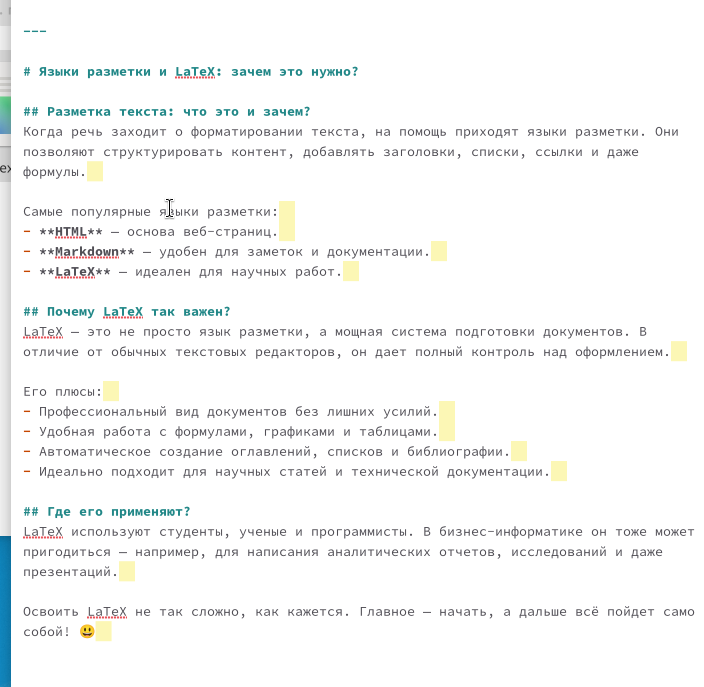 ---
# Языки разметки и LaTeX: зачем это нужно?
## Разметка текста: что это и зачем?
Когда речь заходит о форматировании текста, на помощь приходят языки разметки. Они
позволяют структурировать контент, добавлять заголовки, списки, ссылки и даже
формулы.
Самые популярные языки разметки:
- **HTML** — основа веб-страниц.
- **Markdown** — удобен для заметок и документации.
- **LaTeX** — идеален для научных работ.
## Почему LaTeX так важен?
LaTeX — это не просто язык разметки, а мощная система подготовки документов. В
отличие от обычных текстовых редакторов, он дает полный контроль над оформлением.
Его плюсы:
- Профессиональный вид документов без лишних усилий.
- Удобная работа с формулами, графиками и таблицами.
- Автоматическое создание оглавлений, списков и библиографии.
- Идеально подходит для научных статей и технической документации.
## Где его применяют?
LaTeX используют студенты, ученые и программисты. В бизнес-информатике он тоже может
пригодиться — например, для написания аналитических отчетов, исследований и даже
презентаций.
Освоить LaTeX не так сложно, как кажется. Главное — начать, а дальше всё пойдет само
собой! 😃